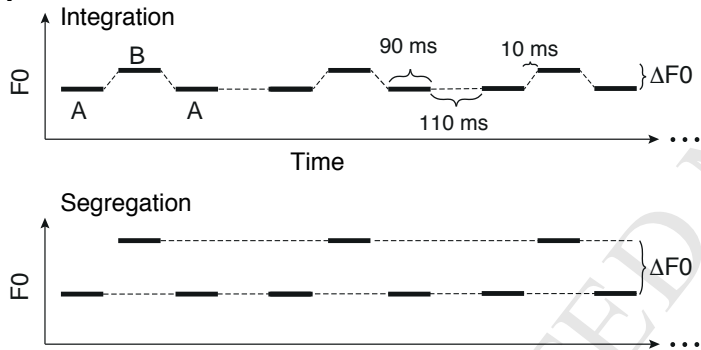 Integration
F0
B
A
A
90 ms
110 ms
10 ms
ΔF0
Time
Segregation
F0
ΔF0